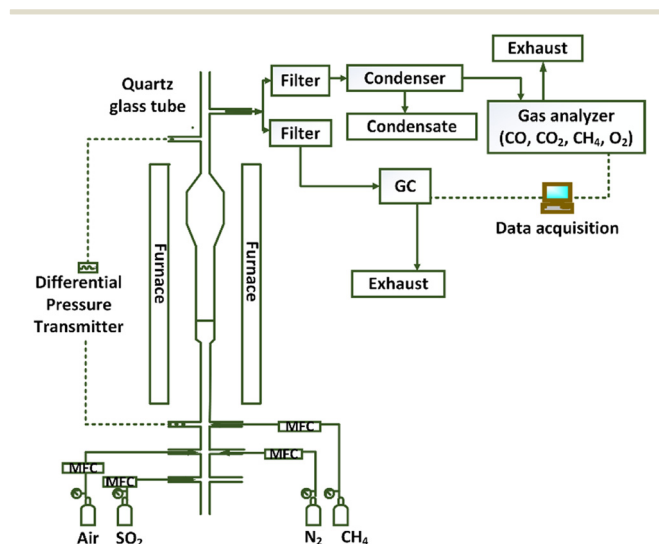 Exhaust
Quartz
glass tube
Filter
Condenser
Gas analyzer
(CO, CO₂, CH₄, O₂)
Condensate
Filter
GC
Data acquisition
Furnace
Furnace
Differential
Pressure
Transmitter
Exhaust
MFC
MFC
MFC
MFC
Air
SO₂
N₂
CH₄